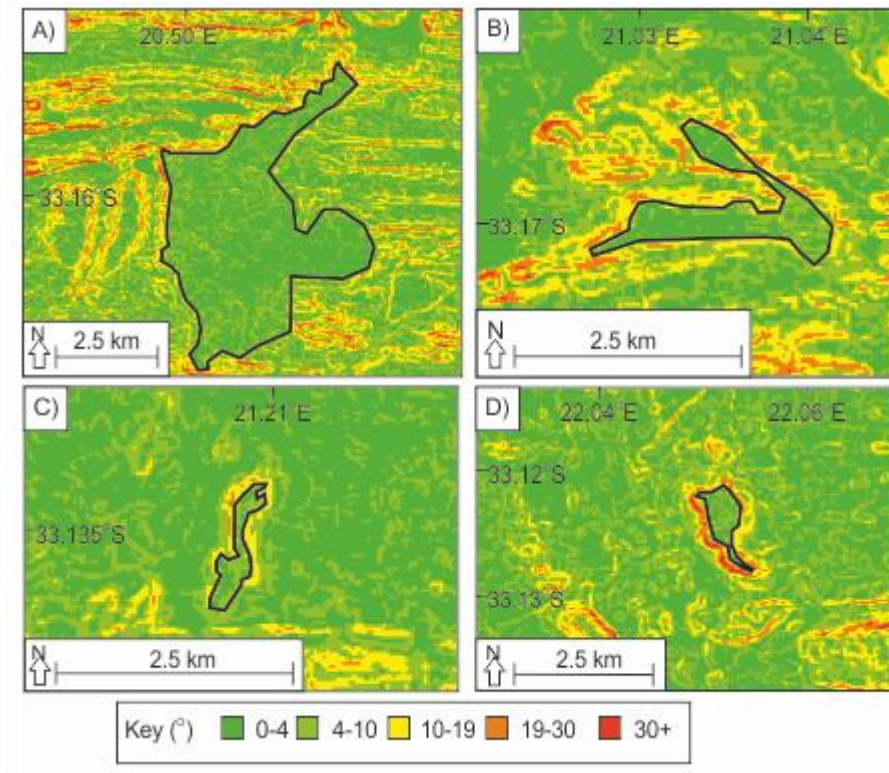 A)
20.50 E
33.16°S
N
2.5 km
B)
21.03 E
21.04 E
33.17 S
N
2.5 km
C)
21.21 E
33.135°S
N
2.5 km
D)
22.04°E
22.06 E
33.12 S
33.13 S
N
2.5 km
Key (°) 0-4 4-10 10-19 19-30 30+